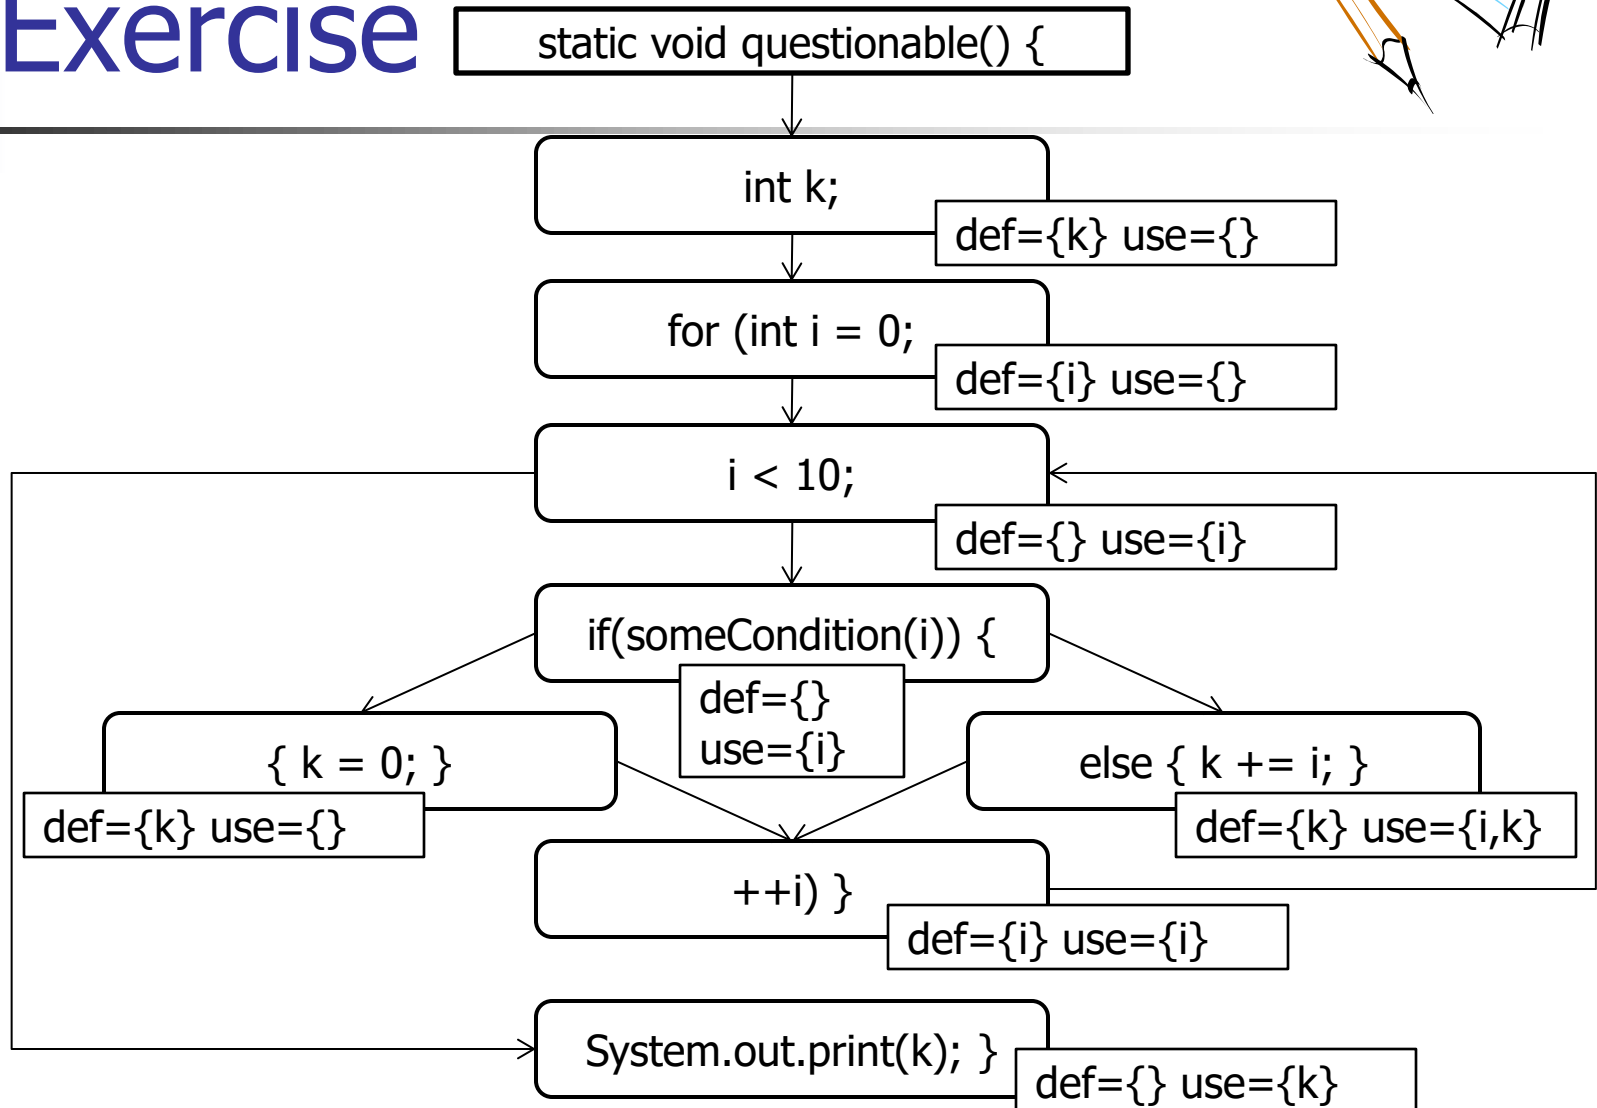 Exercise
static void questionable() {
int k;
def={k} use={}
for (int i = 0;
def={i} use={}
i < 10;
def={} use={i}
if(someCondition(i)) {
def={}
use={i}
{ k = 0; }
def={k} use={}
else { k += i; }
def={k} use={i,k}
++i) }
def={i} use={i}
System.out.print(k); }
def={} use={k}